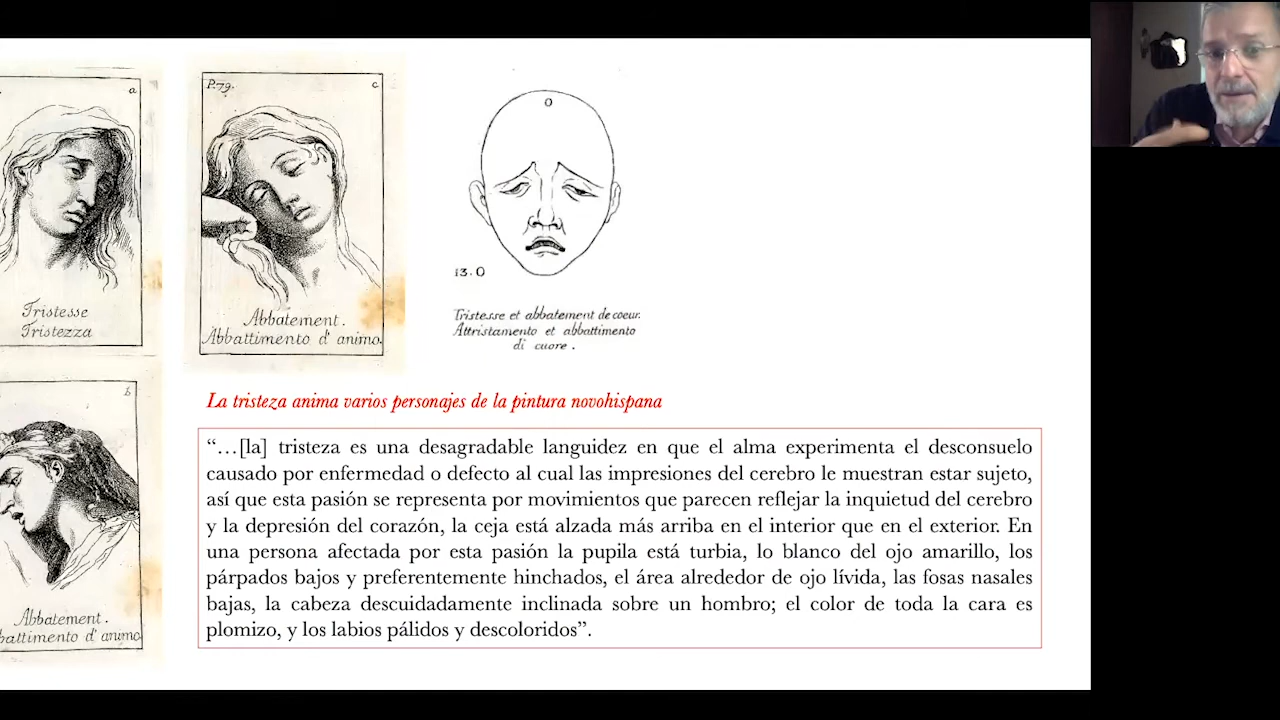 a
Tristesse
Tristezza
P. 79.
c
Abbatement.
Abbattimento d' animo.
O
13. O
Tristesse et abbatement de coeur.
Attristamento et abbattimento
di cuore.
b
Abbatement.
battimento d' animo
La tristeza anima varios personajes de la pintura novohispana
“…[la] tristeza es una desagradable languidez en que el alma experimenta el desconsuelo
causado por enfermedad o defecto al cual las impresiones del cerebro le muestran estar sujeto,
así que esta pasión se representa por movimientos que parecen reflejar la inquietud del cerebro
y la depresión del corazón, la ceja está alzada más arriba en el interior que en el exterior. En
una persona afectada por esta pasión la pupila está turbia, lo blanco del ojo amarillo, los
párpados bajos y preferentemente hinchados, el área alrededor de ojo lívida, las fosas nasales
bajas, la cabeza descuidadamente inclinada sobre un hombro; el color de toda la cara es
plomizo, y los labios pálidos y descoloridos”.